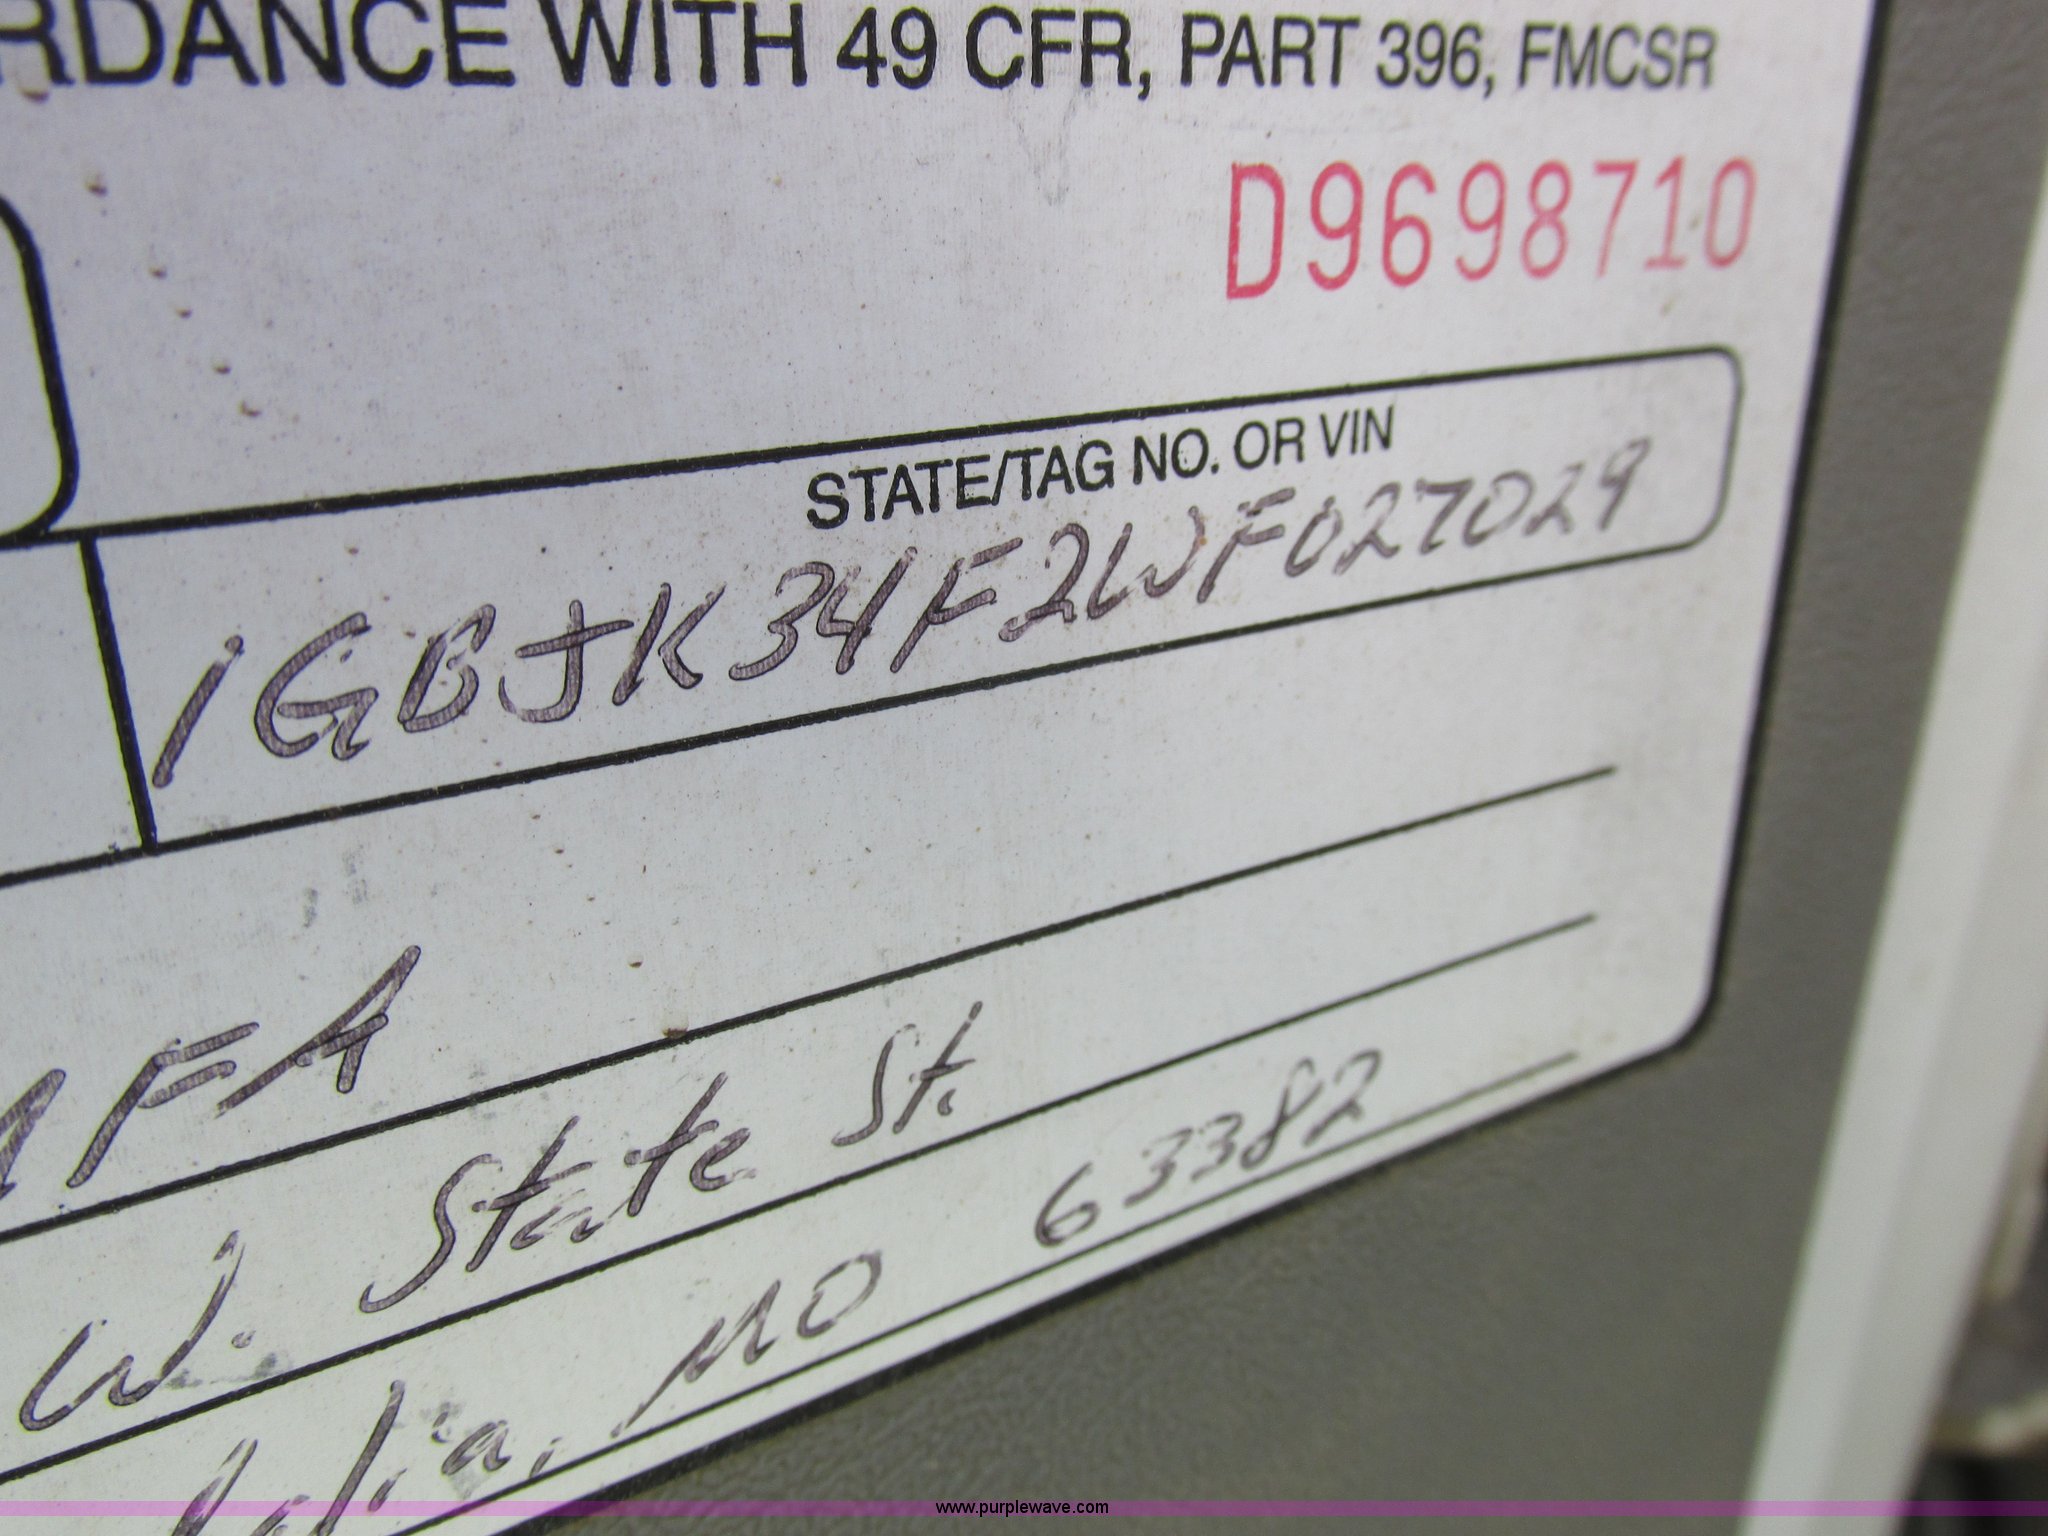 RDANCE WITH 49 CFR, PART 396, FMCSR
D9698710
STATE/TAG NO. OR VIN
1GBJK34F2WF027029
FA
W. State St.
MO 63382
www.purplewave.com